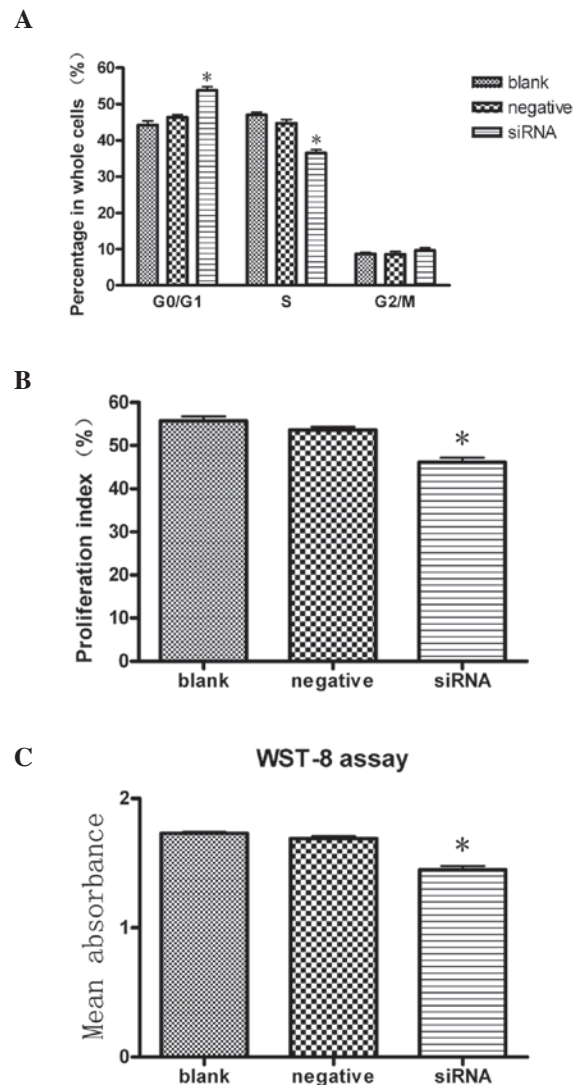 A
Percentage in whole cells (%)
60
50
40
30
20
10
0
*
*
G0/G1
S
G2/M
blank
negative
siRNA
B
Proliferation index (%)
60
50
40
30
20
10
0
*
blank
negative
siRNA
C
WST-8 assay
Mean absorbance
2
1
0
*
blank
negative
siRNA